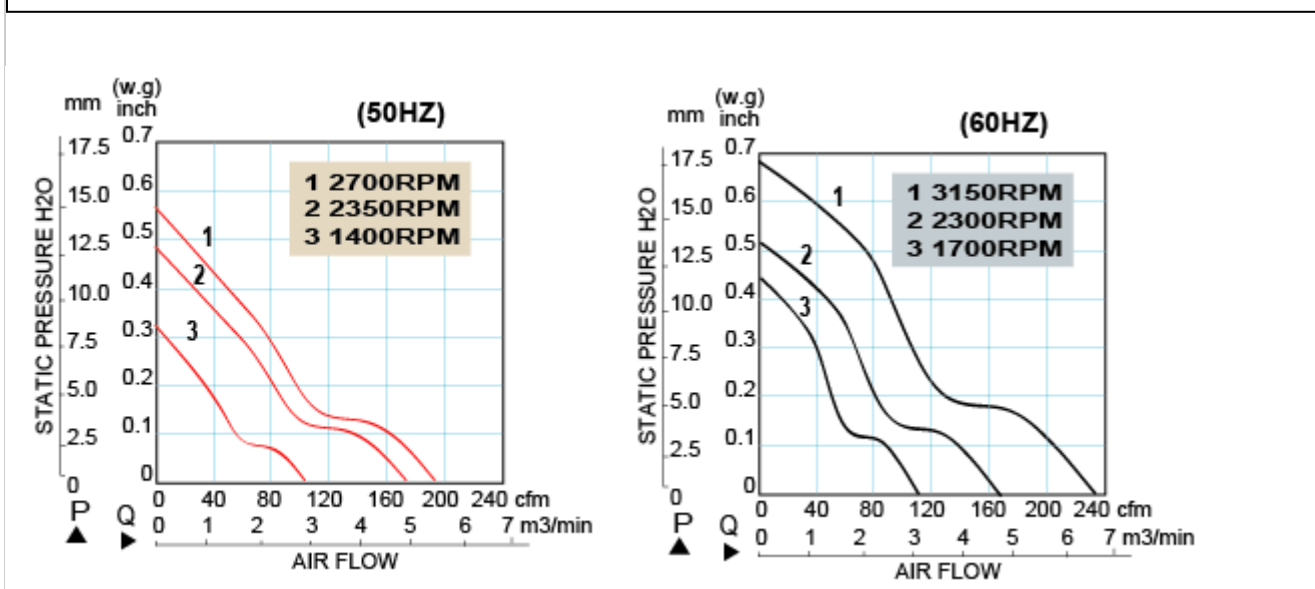 (50HZ)
mm
(w.g)
inch
STATIC PRESSURE H2O
17.5
15.0
12.5
10.0
7.5
5.0
2.5
0
0.7
0.6
0.5
0.4
0.3
0.2
0.1
0
1 2700RPM
2 2350RPM
3 1400RPM
1
2
3
0 40 80 120 160 200 240 cfm
P Q
0 1 2 3 4 5 6 7 m3/min
AIR FLOW
(60HZ)
mm
(w.g)
inch
STATIC PRESSURE H2O
17.5
15.0
12.5
10.0
7.5
5.0
2.5
0
0.7
0.6
0.5
0.4
0.3
0.2
0.1
0
1 3150RPM
2 2300RPM
3 1700RPM
1
2
3
0 40 80 120 160 200 240 cfm
P Q
0 1 2 3 4 5 6 7 m3/min
AIR FLOW